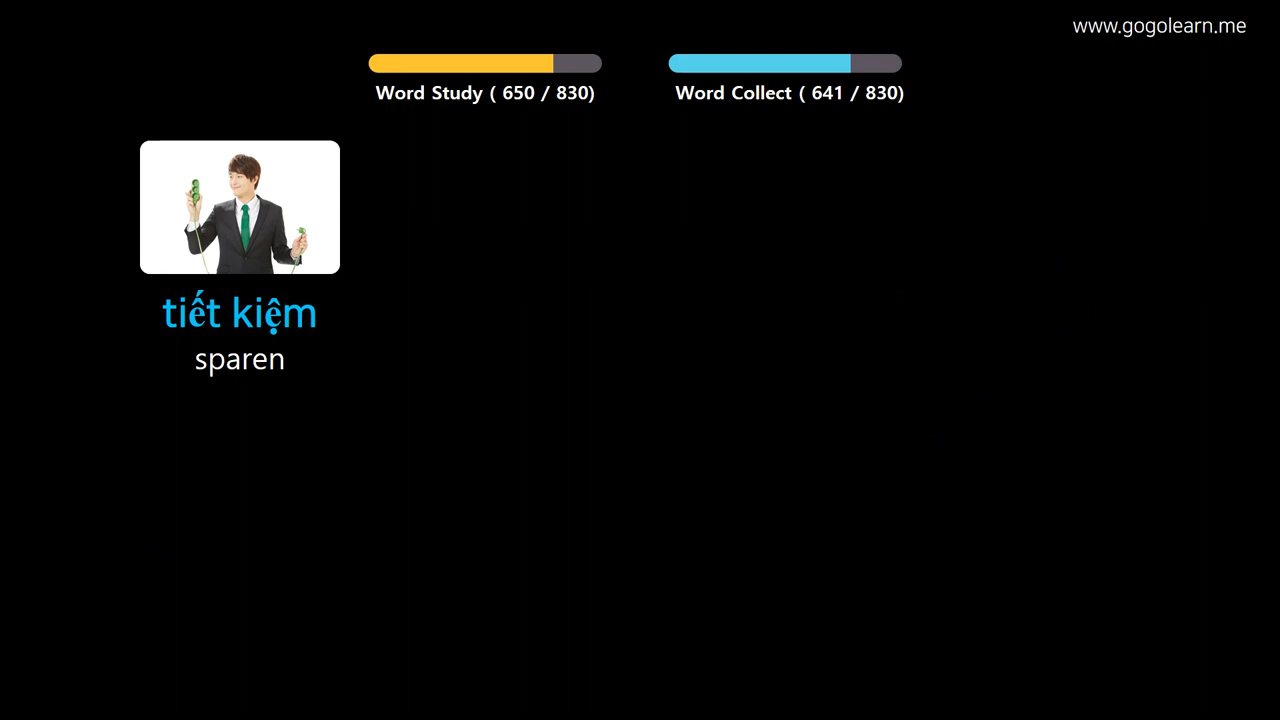 www.gogolearn.me
Word Study ( 650 / 830)
Word Collect ( 641 / 830)
tiết kiệm
sparen